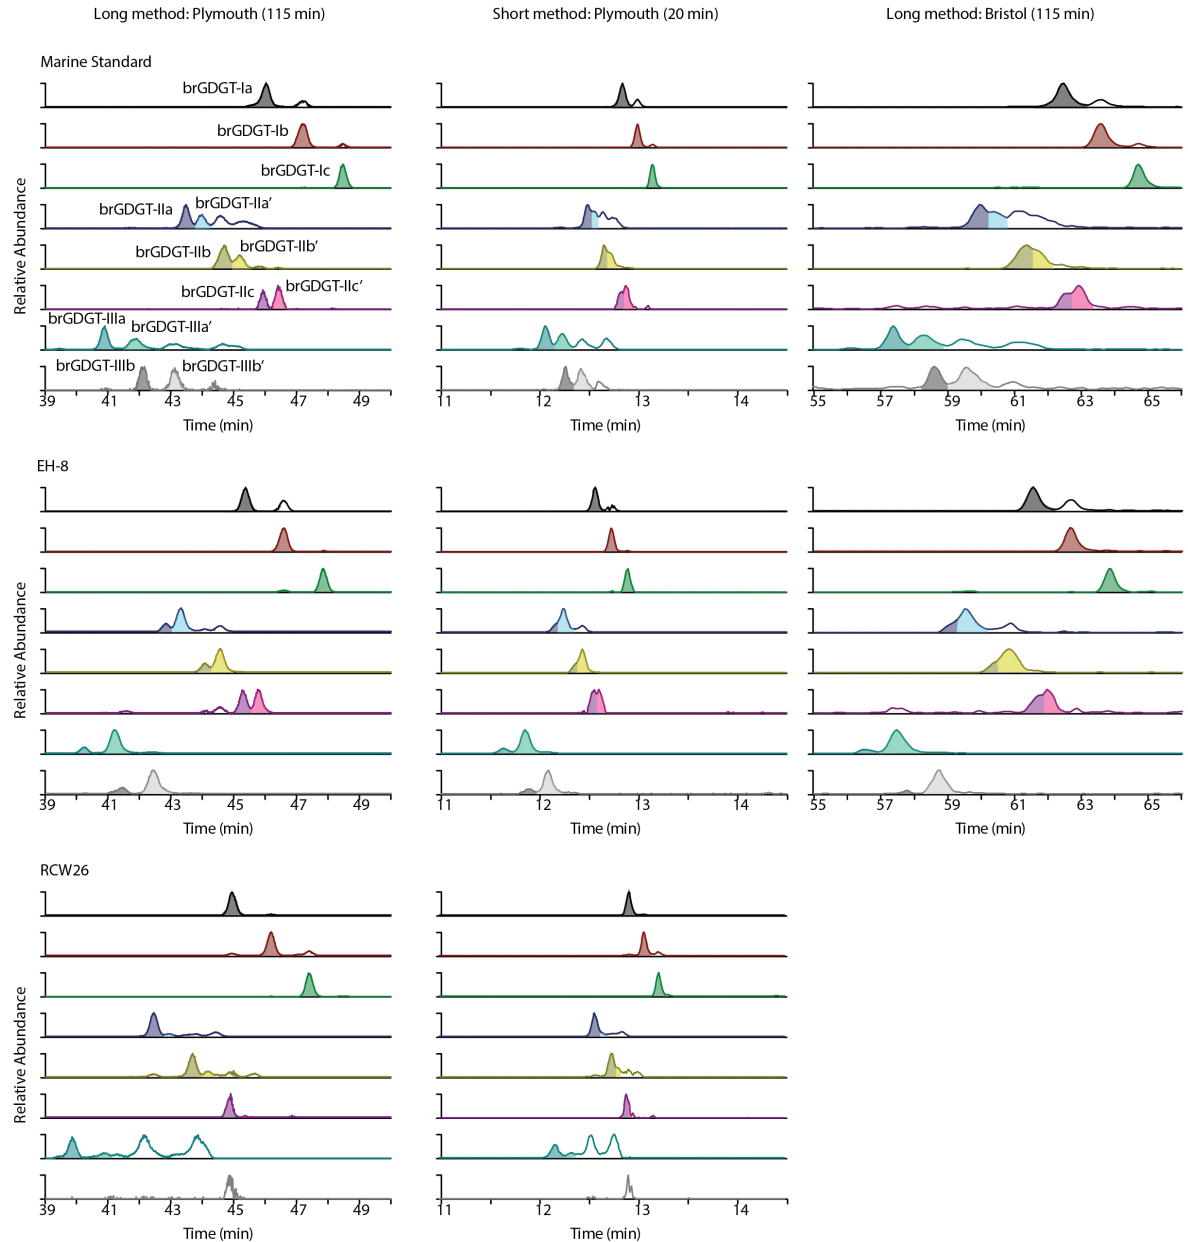 Long method: Plymouth (115 min) Short method: Plymouth (20 min) Long method: Bristol (115 min)
Marine Standard
brGDGT-Ia
brGDGT-Ib
brGDGT-Ic
brGDGT-IIa brGDGT-IIa′
brGDGT-IIb brGDGT-IIb′
brGDGT-IIc brGDGT-IIc′
brGDGT-IIIa brGDGT-IIIa′
brGDGT-IIIb brGDGT-IIIb′
Relative Abundance
39 41 43 45 47 49 11 12 13 14 55 57 59 61 63 65
Time (min) Time (min) Time (min)
EH-8
Relative Abundance
39 41 43 45 47 49 11 12 13 14 55 57 59 61 63 65
Time (min) Time (min) Time (min)
RCW26
Relative Abundance
39 41 43 45 47 49 11 12 13 14
Time (min) Time (min)